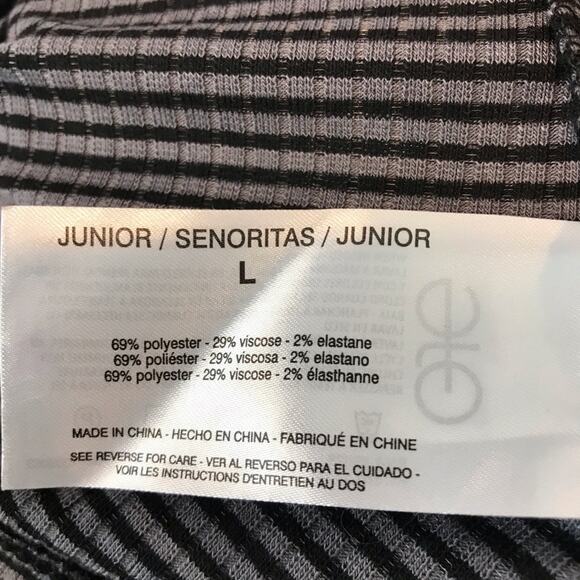 JUNIOR / SENORITAS / JUNIOR
L
69% polyester - 29% viscose - 2% elastane
69% poliéster - 29% viscosa - 2% elastano
69% polyester - 29% viscose - 2% élasthanne
MADE IN CHINA - HECHO EN CHINA - FABRIQUÉ EN CHINE
SEE REVERSE FOR CARE - VER AL REVERSO PARA EL CUIDADO -
VOIR LES INSTRUCTIONS D'ENTRETIEN AU DOS